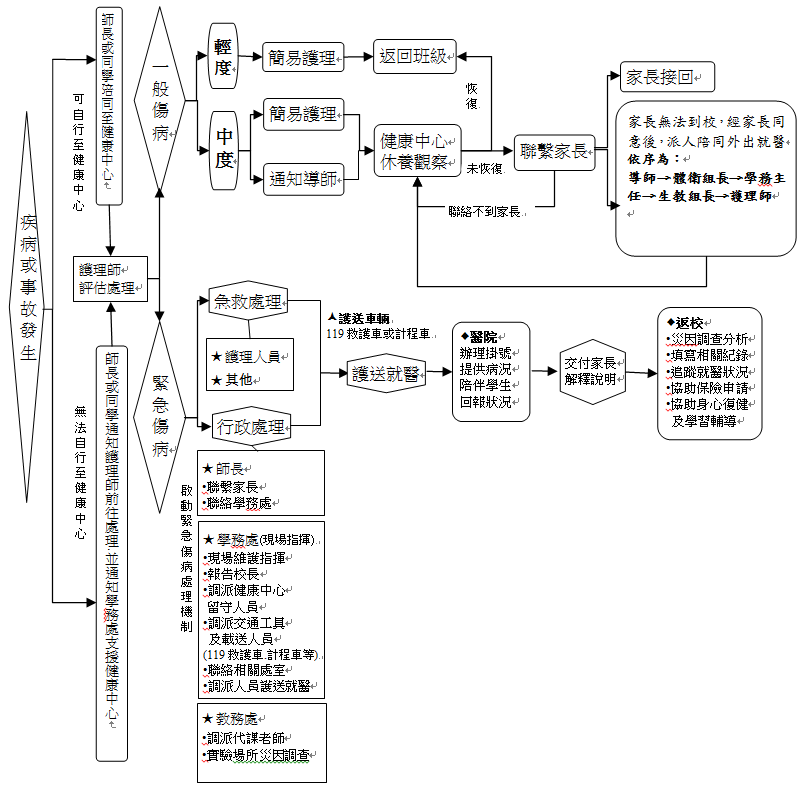 疾病或事故發生
可自行至健康中心
無法自行至健康中心
師長或同學陪同至健康中心
護理師
評估處理
師長或同學通知護理師前往處理,並通知學務處支援健康中心
一般傷病
緊急傷病
輕度
簡易護理
返回班級
中度
簡易護理
通知導師
健康中心
休養觀察
恢復.
未恢復.
聯繫家長
聯絡不到家長.
家長接回
家長無法到校,經家長同
意後,派人陪同外出就醫
依序為:
導師→體衛組長→學務主
任→生教組長→護理師
急救處理
★護理人員
★其他
行政處理
啟動緊急傷病處理機制
★師長
•聯繫家長
•聯絡學務處
★學務處(現場指揮).
•現場維護指揮
•報告校長
•調派健康中心
留守人員
•調派交通工具
及載送人員
(119救護車.計程車等).
•聯絡相關處室
•調派人員護送就醫
★教務處
•調派代課老師
•實驗場所災因調查
▲護送車輛
119救護車或計程車.
護送就醫
◆醫院
辦理掛號
提供病況
陪伴學生
回報狀況
交付家長
解釋說明
◆返校
•災因調查分析
•填寫相關紀錄
•追蹤就醫狀況
•協助保險申請
•協助身心復健
及學習輔導